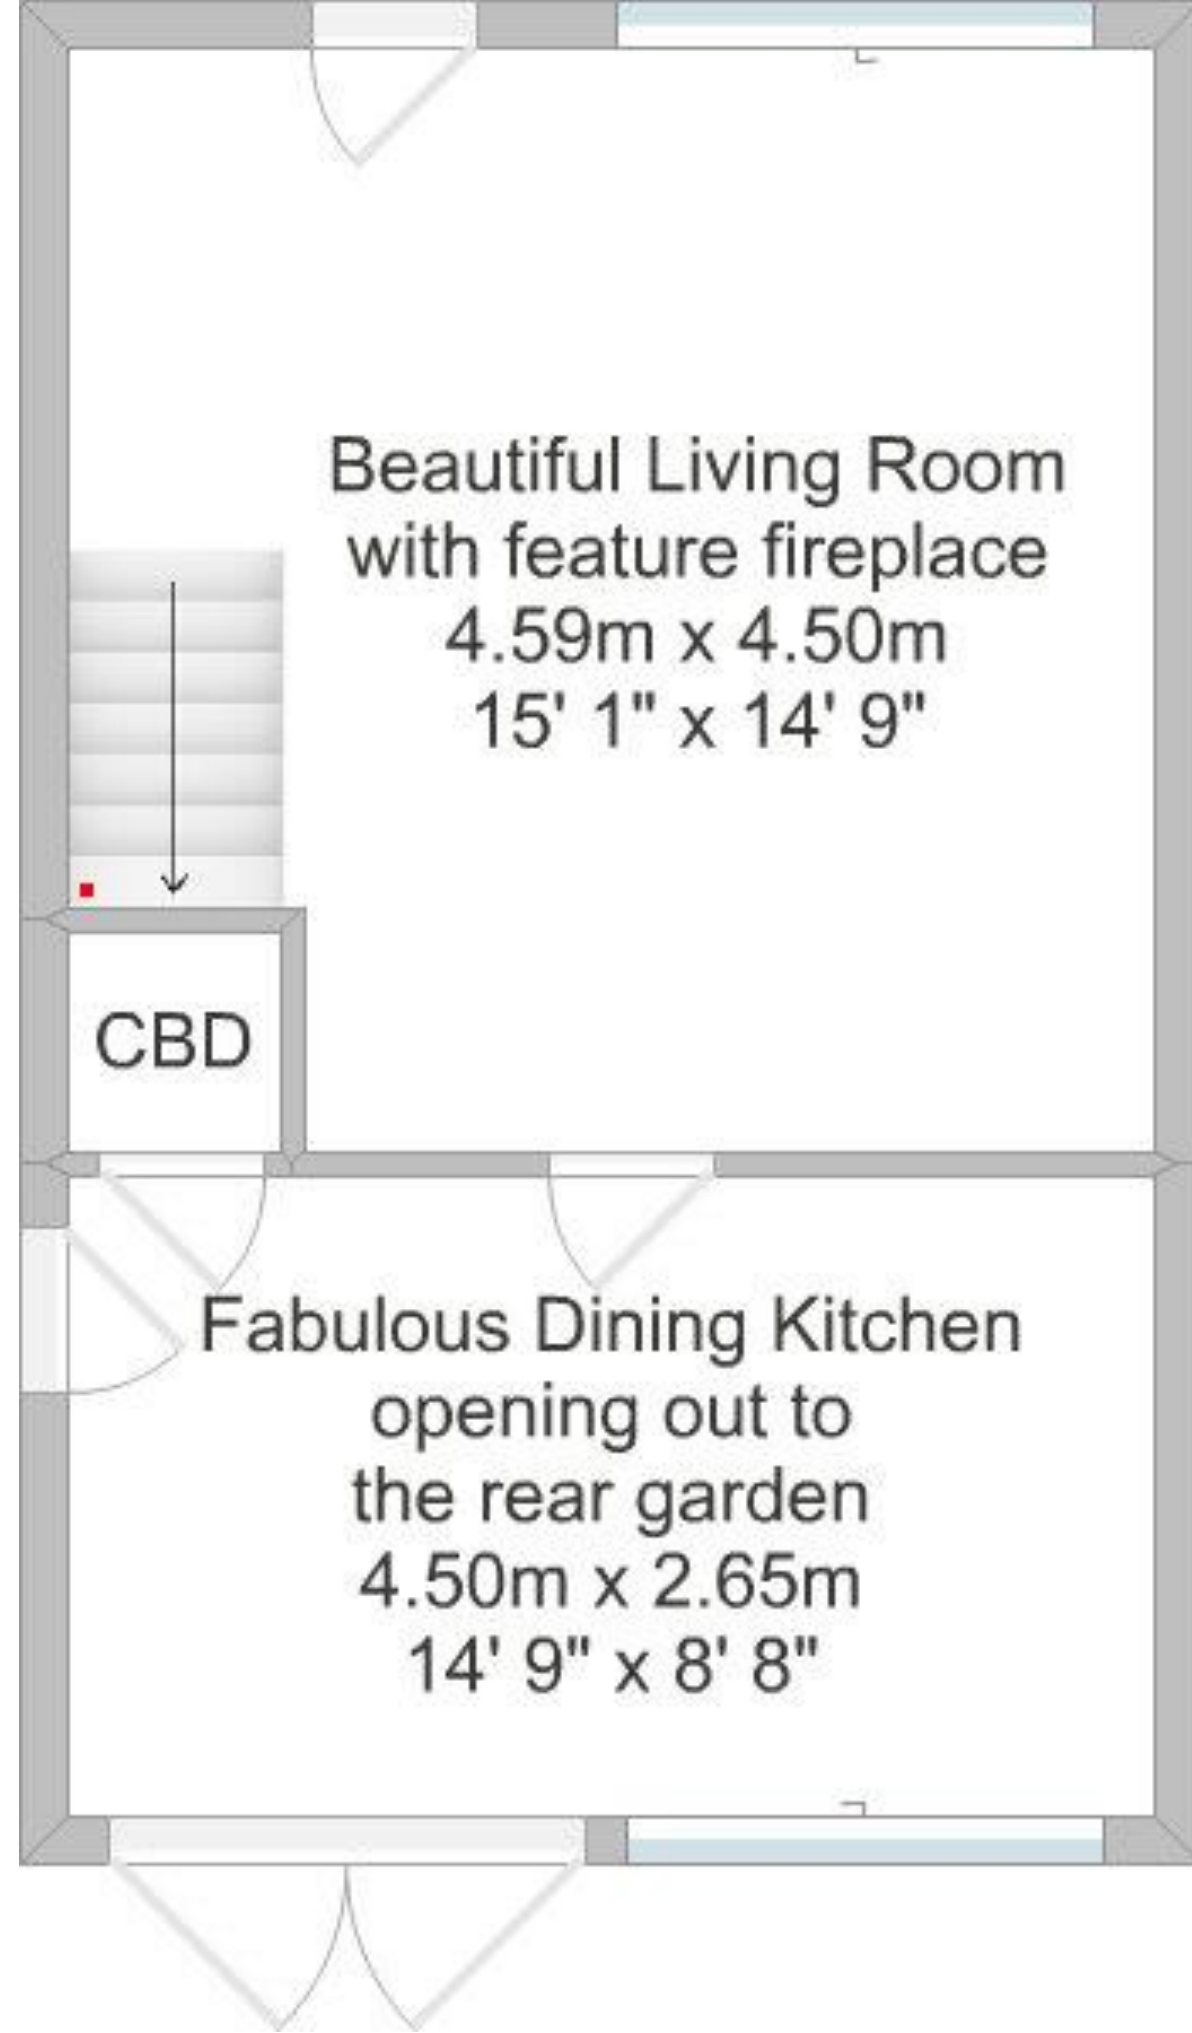 Beautiful Living Room
with feature fireplace
4.59m x 4.50m
15' 1" x 14' 9"
CBD
Fabulous Dining Kitchen
opening out to
the rear garden
4.50m x 2.65m
14' 9" x 8' 8"